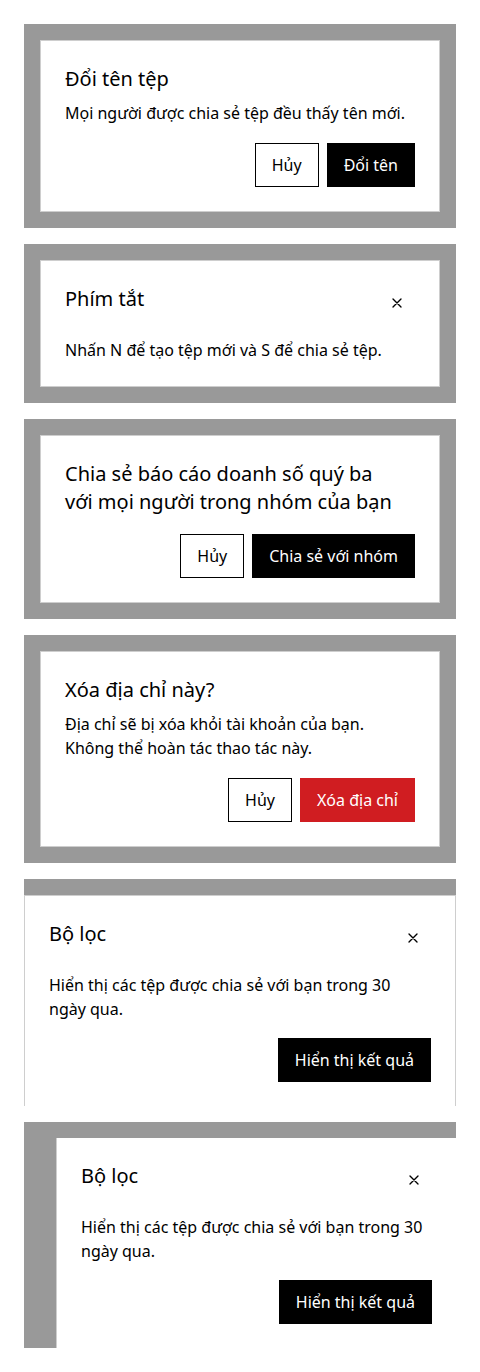 Đổi tên tệp
Mọi người được chia sẻ tệp đều thấy tên mới.
Hủy
Đổi tên
Phím tắt
Nhấn N để tạo tệp mới và S để chia sẻ tệp.
Chia sẻ báo cáo doanh số quý ba
với mọi người trong nhóm của bạn
Hủy
Chia sẻ với nhóm
Xóa địa chỉ này?
Địa chỉ sẽ bị xóa khỏi tài khoản của bạn.
Không thể hoàn tác thao tác này.
Hủy
Xóa địa chỉ
Bộ lọc
Hiển thị các tệp được chia sẻ với bạn trong 30
ngày qua.
Hiển thị kết quả
Bộ lọc
Hiển thị các tệp được chia sẻ với bạn trong 30
ngày qua.
Hiển thị kết quả